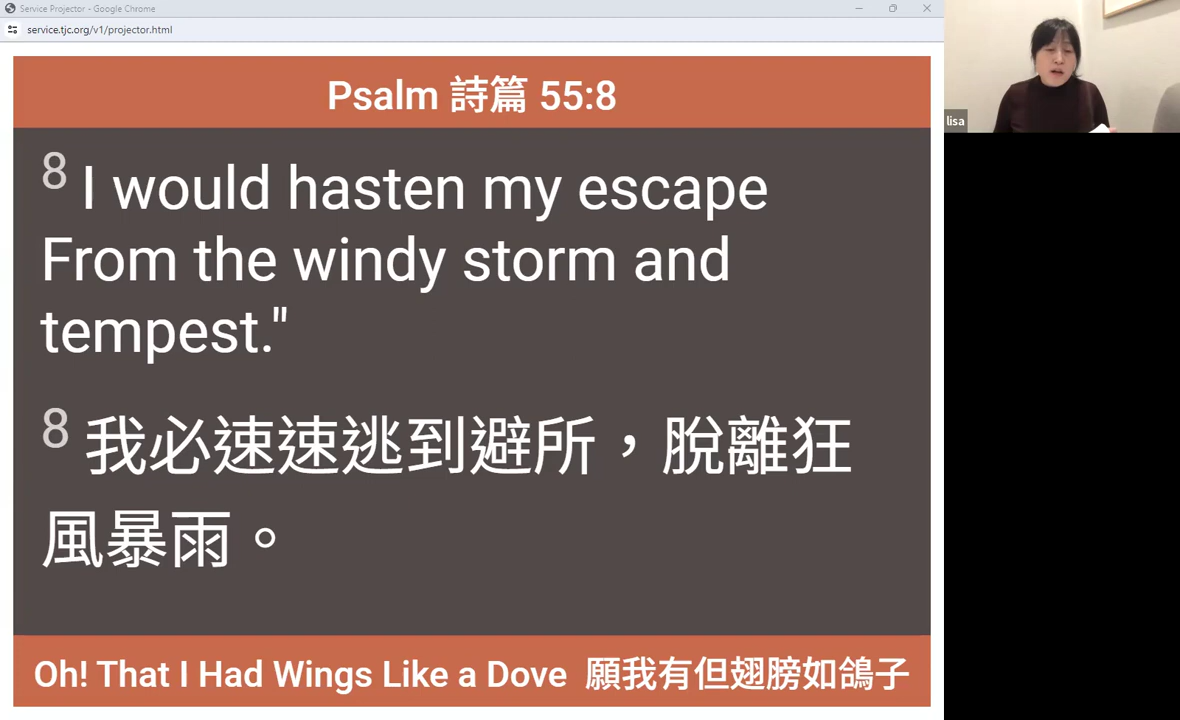 Service Projector - Google Chrome
service.tjc.org/v1/projector.html
Psalm 詩篇 55:8
8 I would hasten my escape
From the windy storm and
tempest."
8 我必速速逃到避所，脫離狂
風暴雨。
Oh! That I Had Wings Like a Dove 願我有但翅膀如鴿子
lisa